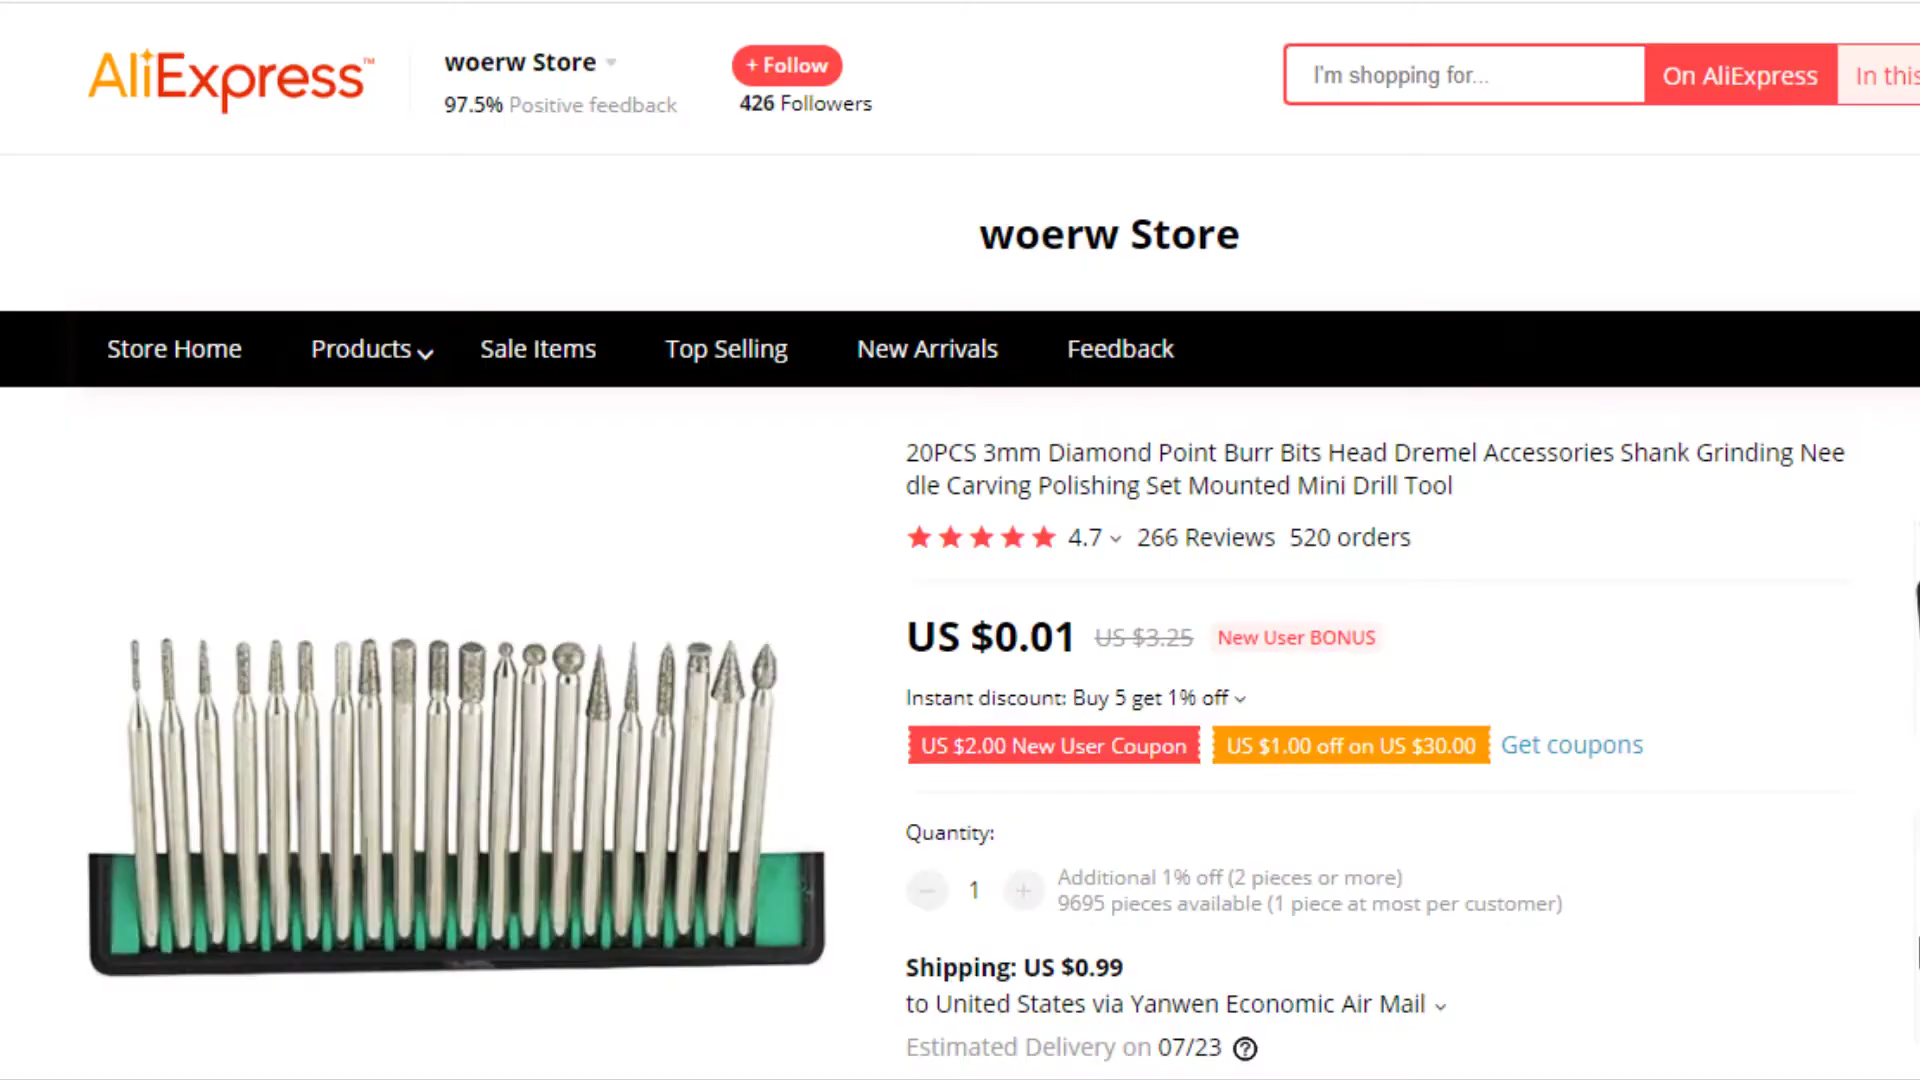 AliExpress™
woerw Store
97.5% Positive feedback
+ Follow
426 Followers
I'm shopping for...
On AliExpress
In this
woerw Store
Store Home
Products
Sale Items
Top Selling
New Arrivals
Feedback
20PCS 3mm Diamond Point Burr Bits Head Dremel Accessories Shank Grinding Nee
dle Carving Polishing Set Mounted Mini Drill Tool
4.7 266 Reviews 520 orders
US $0.01 US $3.25 New User BONUS
Instant discount: Buy 5 get 1% off
US $2.00 New User Coupon US $1.00 off on US $30.00 Get coupons
Quantity:
1
Additional 1% off (2 pieces or more)
9695 pieces available (1 piece at most per customer)
Shipping: US $0.99
to United States via Yanwen Economic Air Mail
Estimated Delivery on 07/23